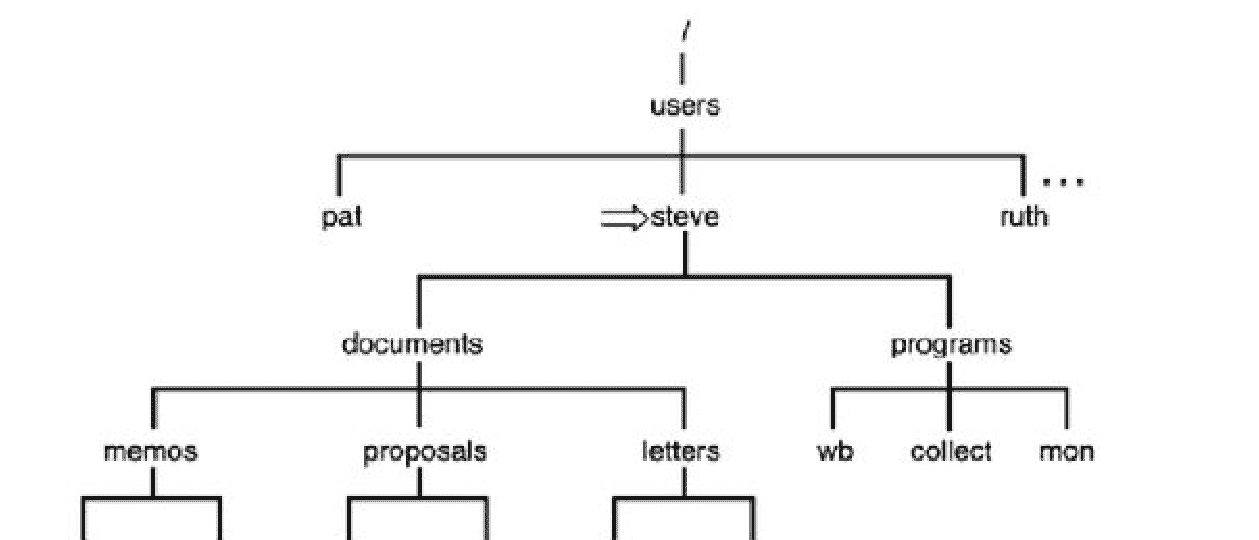 /
users
pat steve ruth ...
documents programs
memos proposals letters wb collect mon